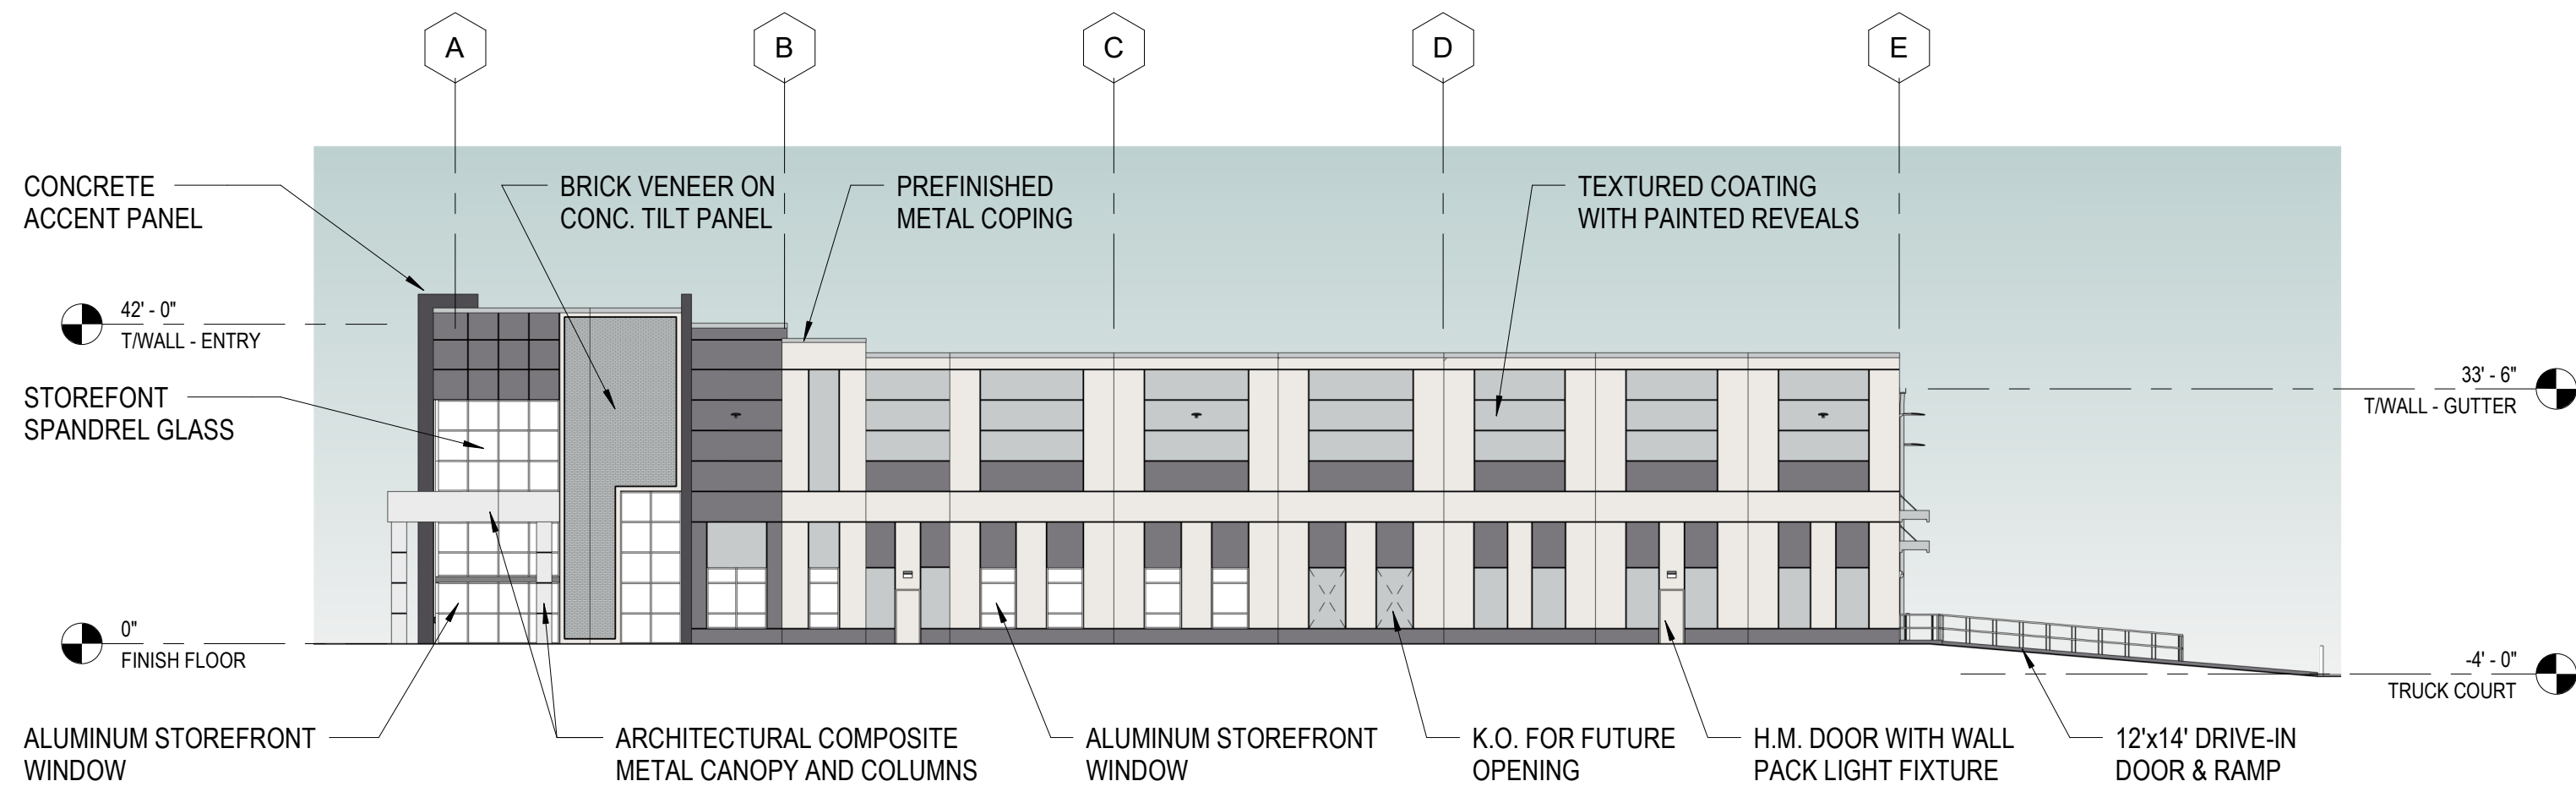 A
B
C
D
E
CONCRETE
ACCENT PANEL
BRICK VENEER ON
CONC. TILT PANEL
PREFINISHED
METAL COPING
TEXTURED COATING
WITH PAINTED REVEALS
42' - 0"
T/WALL - ENTRY
33' - 6"
T/WALL - GUTTER
STOREFONT
SPANDREL GLASS
0"
FINISH FLOOR
-4' - 0"
TRUCK COURT
ALUMINUM STOREFRONT
WINDOW
ARCHITECTURAL COMPOSITE
METAL CANOPY AND COLUMNS
ALUMINUM STOREFRONT
WINDOW
K.O. FOR FUTURE
OPENING
H.M. DOOR WITH WALL
PACK LIGHT FIXTURE
12'x14' DRIVE-IN
DOOR & RAMP